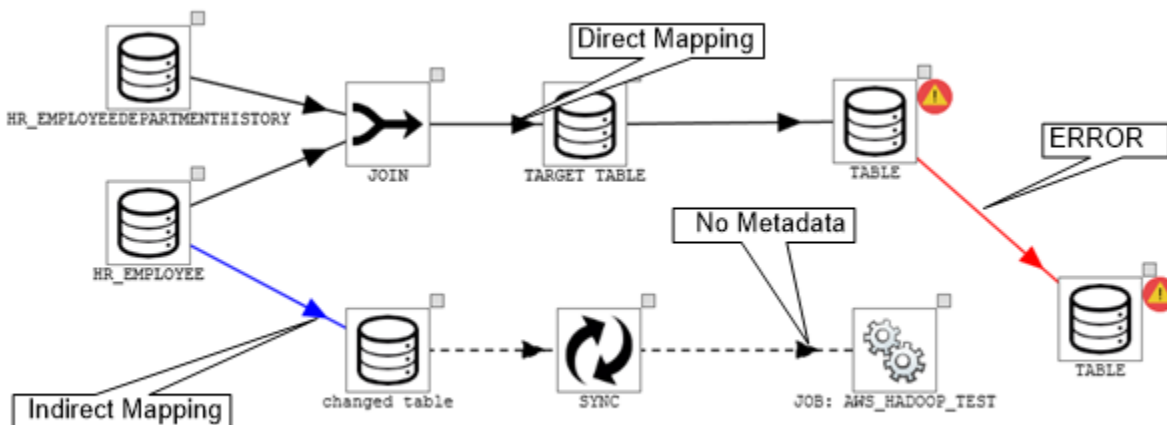 Direct Mapping
HR_EMPLOYEEDEPARTMENTHISTORY
ERROR
JOIN
TARGET TABLE
TABLE
No Metadata
HR_EMPLOYEE
TABLE
Indirect Mapping
changed table
SYNC
JOB: AWS_HADOOP_TEST